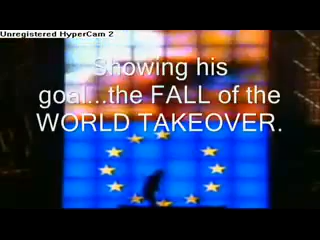 Unregistered HyperCam 2
Showing his
goal...the FALL of the
WORLD TAKEOVER.